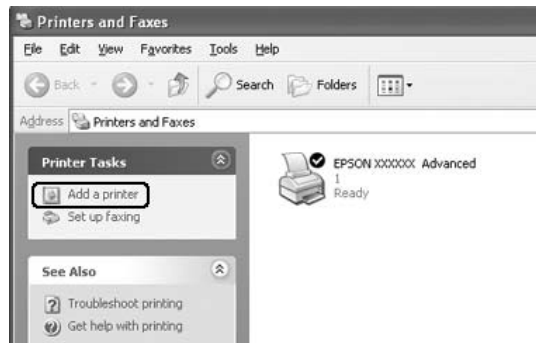 Printers and Faxes
File Edit View Favorites Tools Help
Back Search Folders
Address Printers and Faxes
Printer Tasks
Add a printer
Set up faxing
See Also
Troubleshoot printing
Get help with printing
EPSON XXXXXX Advanced
1
Ready